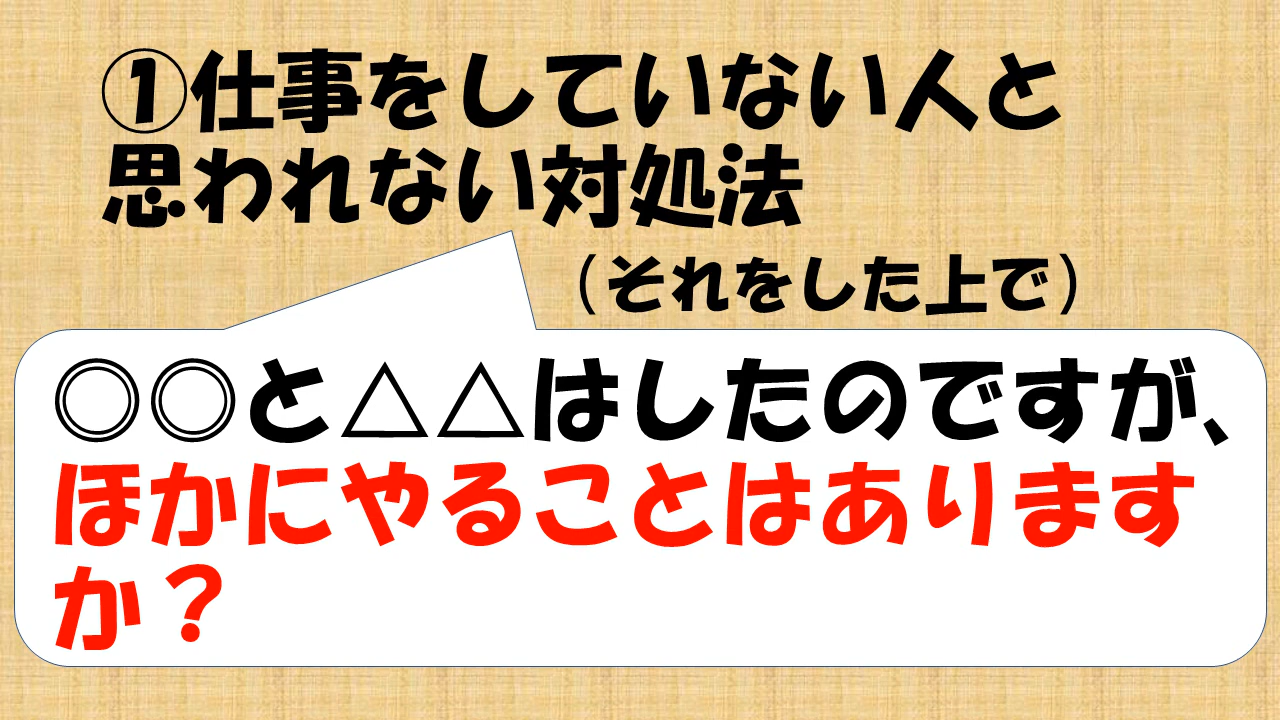 ①仕事をしていない人と
思われない対処法
（それをした上で）
◎◎と△△はしたのですが、
ほかにやることはあります
か？